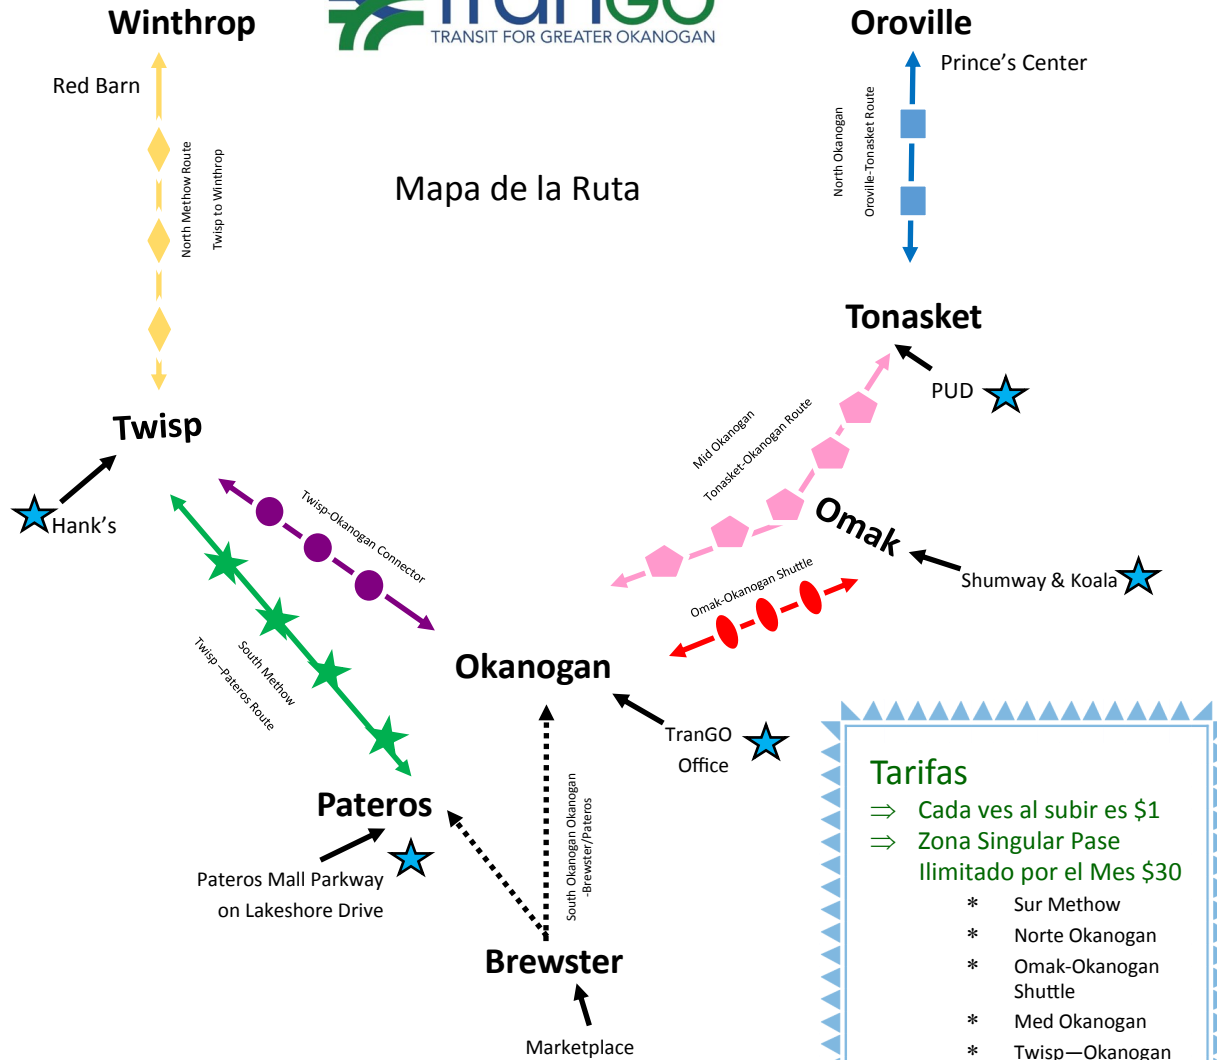 TranGO
TRANSIT FOR GREATER OKANOGAN
Winthrop
Oroville
Red Barn
Prince's Center
North Methow Route
Twisp to Winthrop
Mapa de la Ruta
North Okanogan
Oroville-Tonasket Route
Tonasket
PUD
Twisp
Hank's
Mid Okanogan
Tonasket-Okanogan Route
Omak
Shumway & Koala
Twisp-Okanogan Connector
Omak-Okanogan Shuttle
South Methow
Twisp –Pateros Route
Okanogan
TranGO
Office
Pateros
Pateros Mall Parkway
on Lakeshore Drive
South Okanogan Okanogan
-Brewster/Pateros
Brewster
Marketplace
Tarifas
⇒ Cada ves al subir es $1
⇒ Zona Singular Pase
Ilimitado por el Mes $30
* Sur Methow
* Norte Okanogan
* Omak-Okanogan
Shuttle
* Med Okanogan
* Twisp—Okanogan